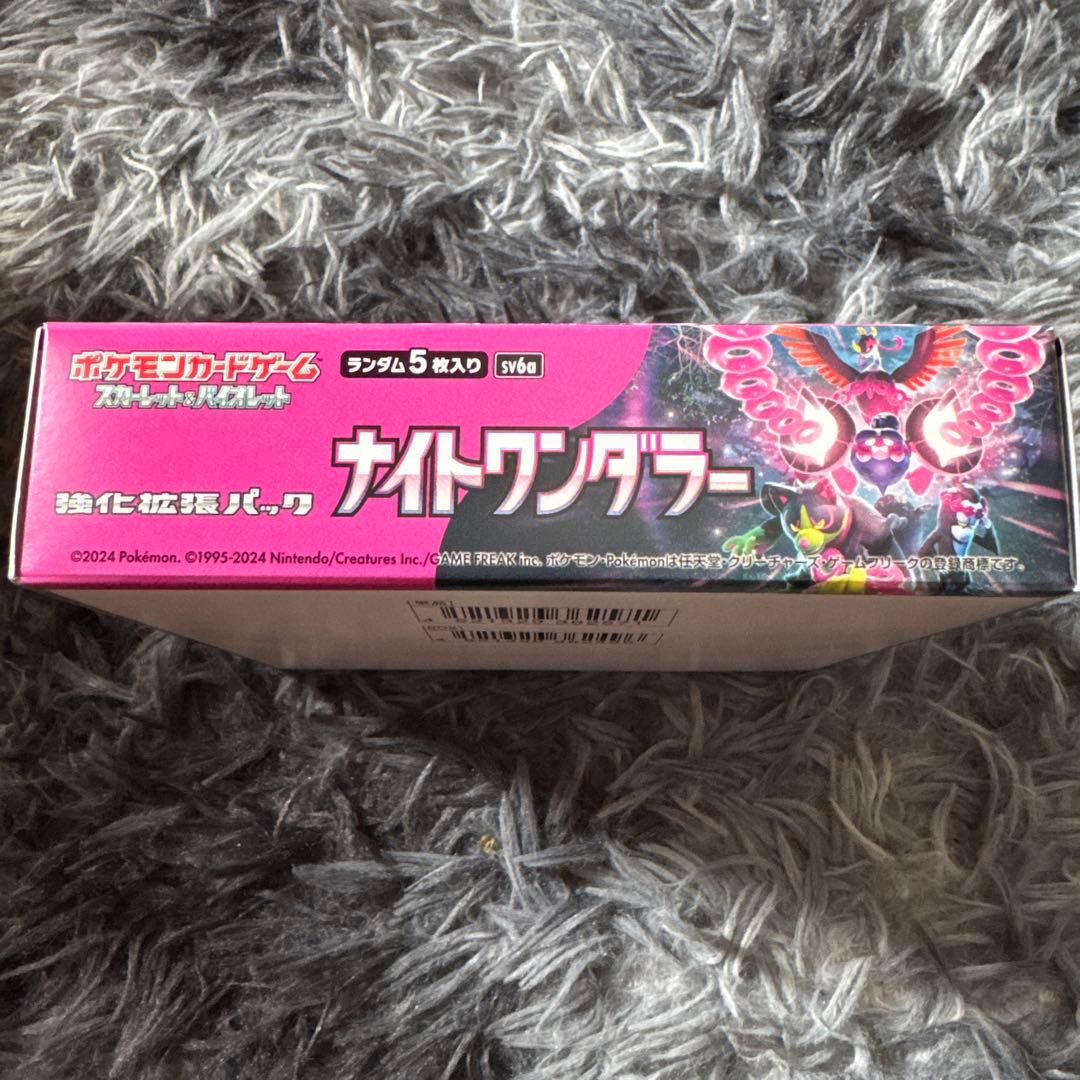 ポケモンカードゲーム™
スカーレット&バイオレット
ランダム5枚入り sv6a
強化拡張パック
ナイトワンダラー
©2024 Pokémon. ©1995-2024 Nintendo/Creatures Inc./GAME FREAK inc. ポケモン・Pokémonは任天堂・クリーチャーズ・ゲームフリークの登録商標です。